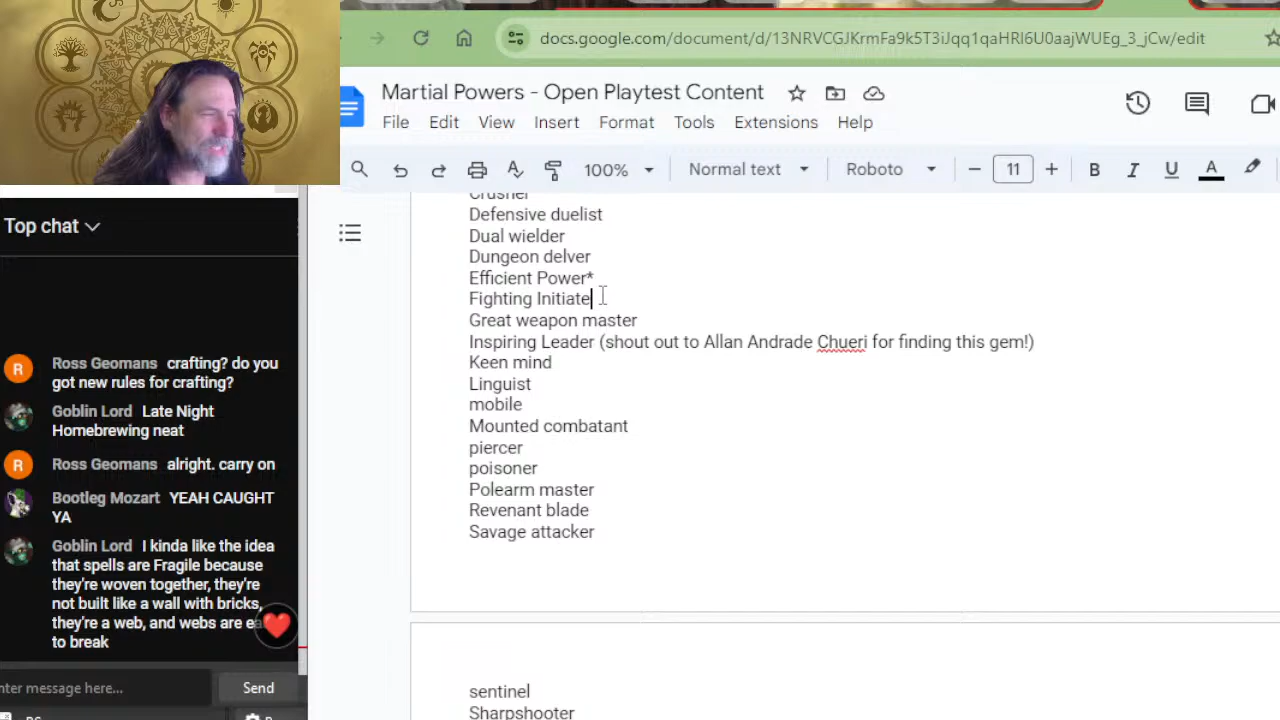 docs.google.com/document/d/13NRVCGJKrmFa9k5T3iJqq1qaHRl6U0aajWUEg_3_jCw/edit
Martial Powers - Open Playtest Content
File Edit View Insert Format Tools Extensions Help
100% Normal text Roboto 11 B I U A
Top chat
Ross Geomans crafting? do you
got new rules for crafting?
Goblin Lord Late Night
Homebrewing neat
Ross Geomans alright. carry on
Bootleg Mozart YEAH CAUGHT
YA
Goblin Lord I kinda like the idea
that spells are Fragile because
they're woven together, they're
not built like a wall with bricks,
they're a web, and webs are
to break
nter message here...
Send
Crusher
Defensive duelist
Dual wielder
Dungeon delver
Efficient Power*
Fighting Initiate
Great weapon master
Inspiring Leader (shout out to Allan Andrade Chueri for finding this gem!)
Keen mind
Linguist
mobile
Mounted combatant
piercer
poisoner
Polearm master
Revenant blade
Savage attacker
sentinel
Sharpshooter